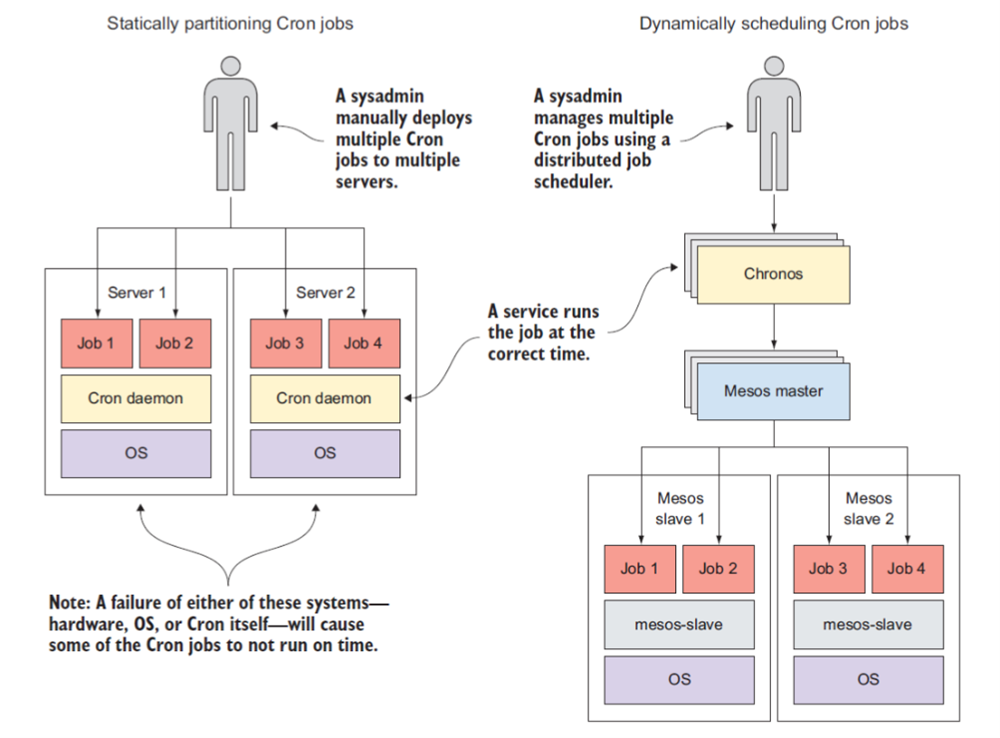 Statically partitioning Cron jobs
A sysadmin
manually deploys
multiple Cron
jobs to multiple
servers.
Server 1
Server 2
Job 1
Job 2
Job 3
Job 4
Cron daemon
Cron daemon
OS
OS
Note: A failure of either of these systems—
hardware, OS, or Cron itself—will cause
some of the Cron jobs to not run on time.
A service runs
the job at the
correct time.
Dynamically scheduling Cron jobs
A sysadmin
manages multiple
Cron jobs using a
distributed job
scheduler.
Chronos
Mesos master
Mesos
slave 1
Mesos
slave 2
Job 1
Job 2
Job 3
Job 4
mesos-slave
mesos-slave
OS
OS